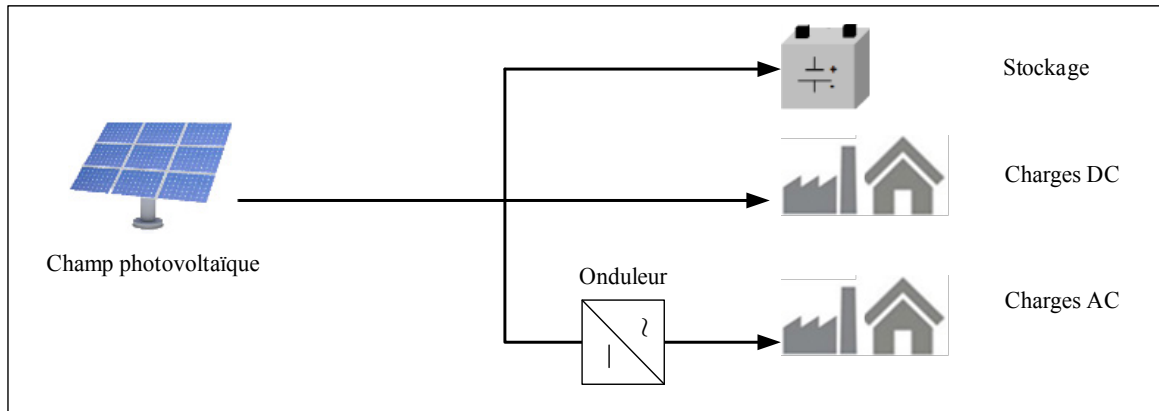 Stockage
Charges DC
Champ photovoltaïque
Onduleur
Charges AC